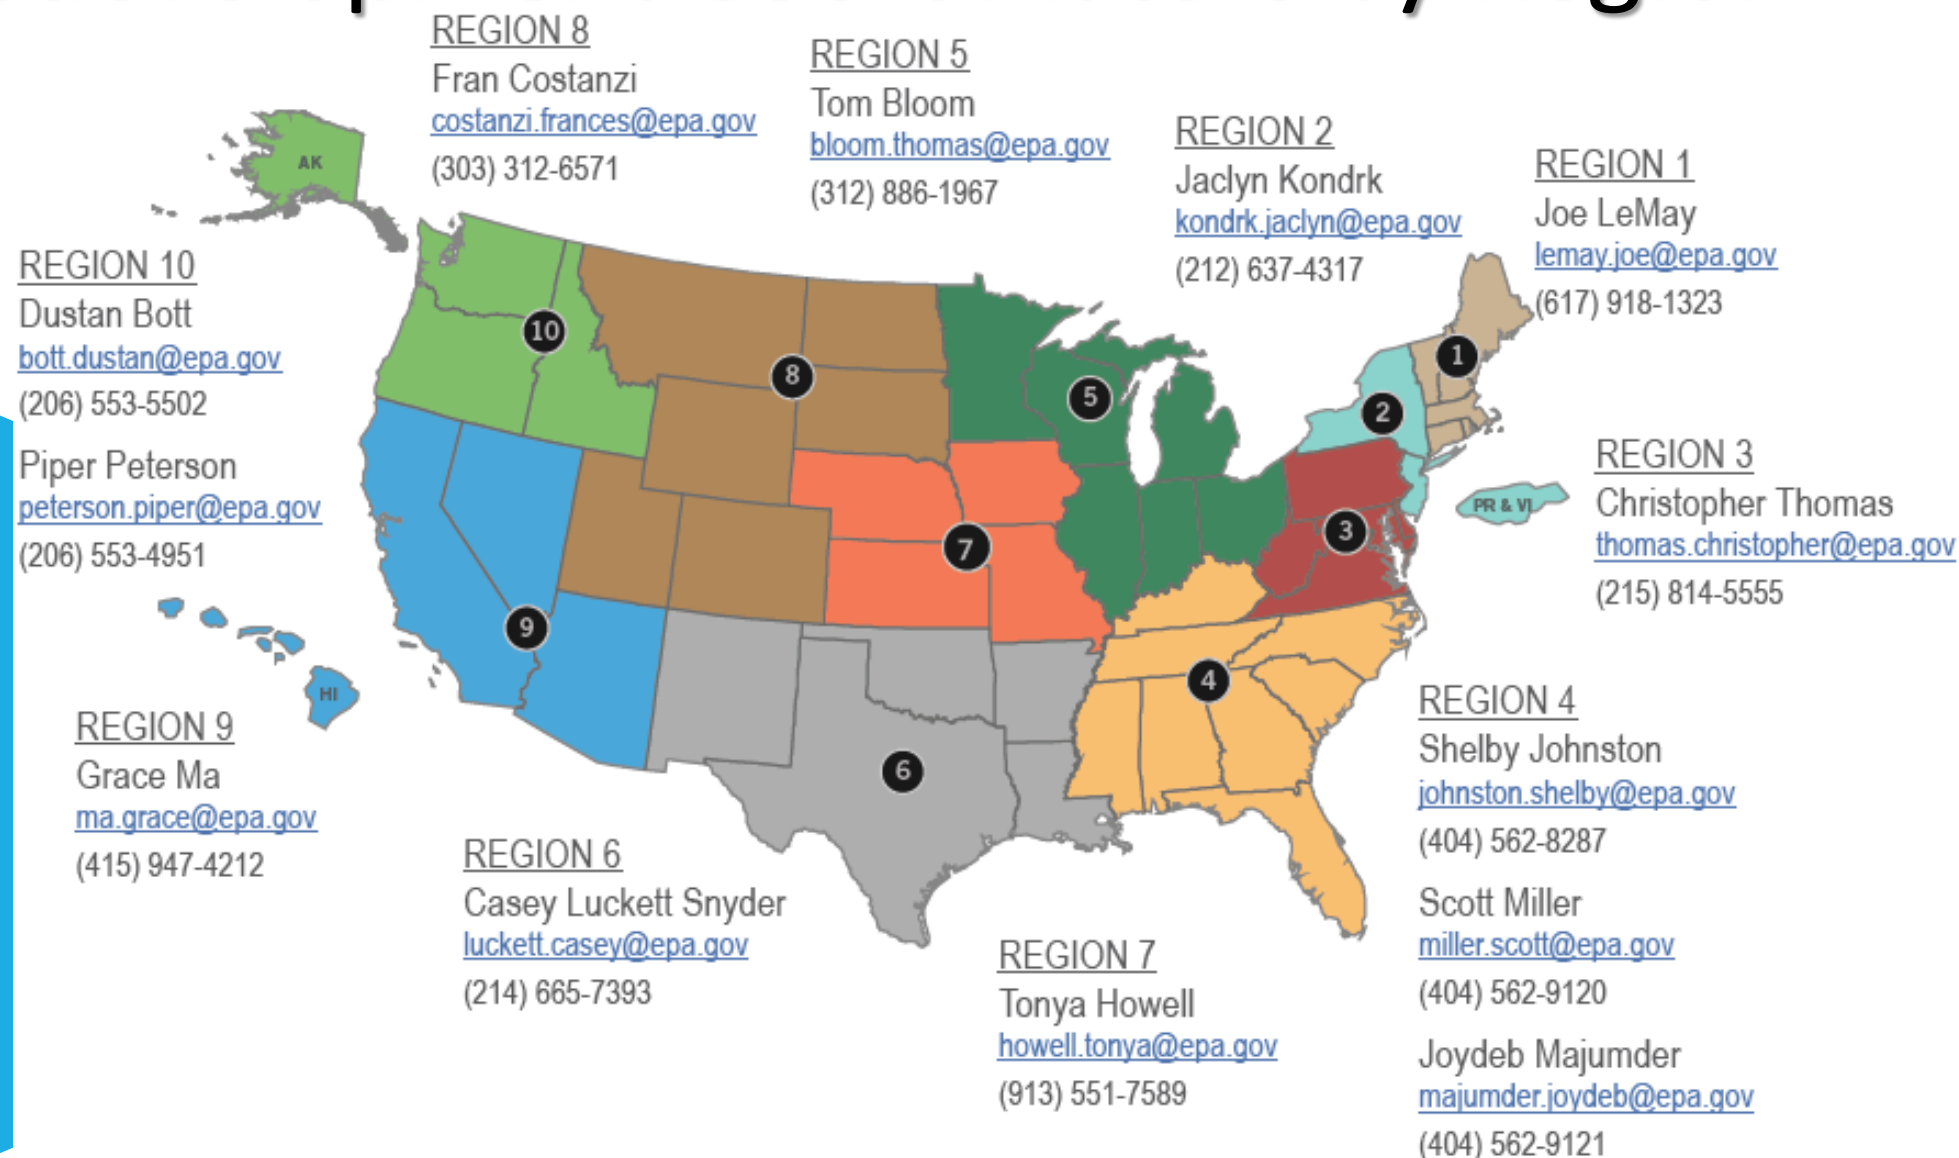 REGION 8
Fran Costanzi
costanzi.frances@epa.gov
(303) 312-6571
REGION 5
Tom Bloom
bloom.thomas@epa.gov
(312) 886-1967
REGION 2
Jaclyn Kondrk
kondrk.jaclyn@epa.gov
(212) 637-4317
REGION 1
Joe LeMay
lemay.joe@epa.gov
(617) 918-1323
REGION 10
Dustan Bott
bott.dustan@epa.gov
(206) 553-5502
Piper Peterson
peterson.piper@epa.gov
(206) 553-4951
AK
10
8
5
1
2
7
3
9
4
6
HI
PR & VI
REGION 3
Christopher Thomas
thomas.christopher@epa.gov
(215) 814-5555
REGION 9
Grace Ma
ma.grace@epa.gov
(415) 947-4212
REGION 6
Casey Luckett Snyder
luckett.casey@epa.gov
(214) 665-7393
REGION 7
Tonya Howell
howell.tonya@epa.gov
(913) 551-7589
REGION 4
Shelby Johnston
johnston.shelby@epa.gov
(404) 562-8287
Scott Miller
miller.scott@epa.gov
(404) 562-9120
Joydeb Majumder
majumder.joydeb@epa.gov
(404) 562-9121